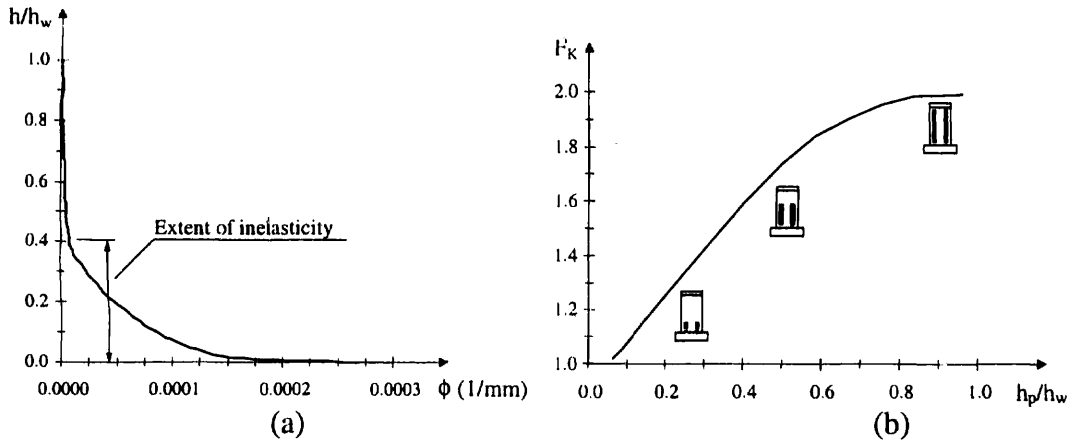 h/h_w
1.0
0.8
0.6
0.4
0.2
0.0
Extent of inelasticity
0.0000 0.0001 0.0002 0.0003 ϕ (1/mm)
(a)
F_K
2.0
1.8
1.6
1.4
1.2
1.0
0.0 0.2 0.4 0.6 0.8 1.0 h_p/h_w
(b)